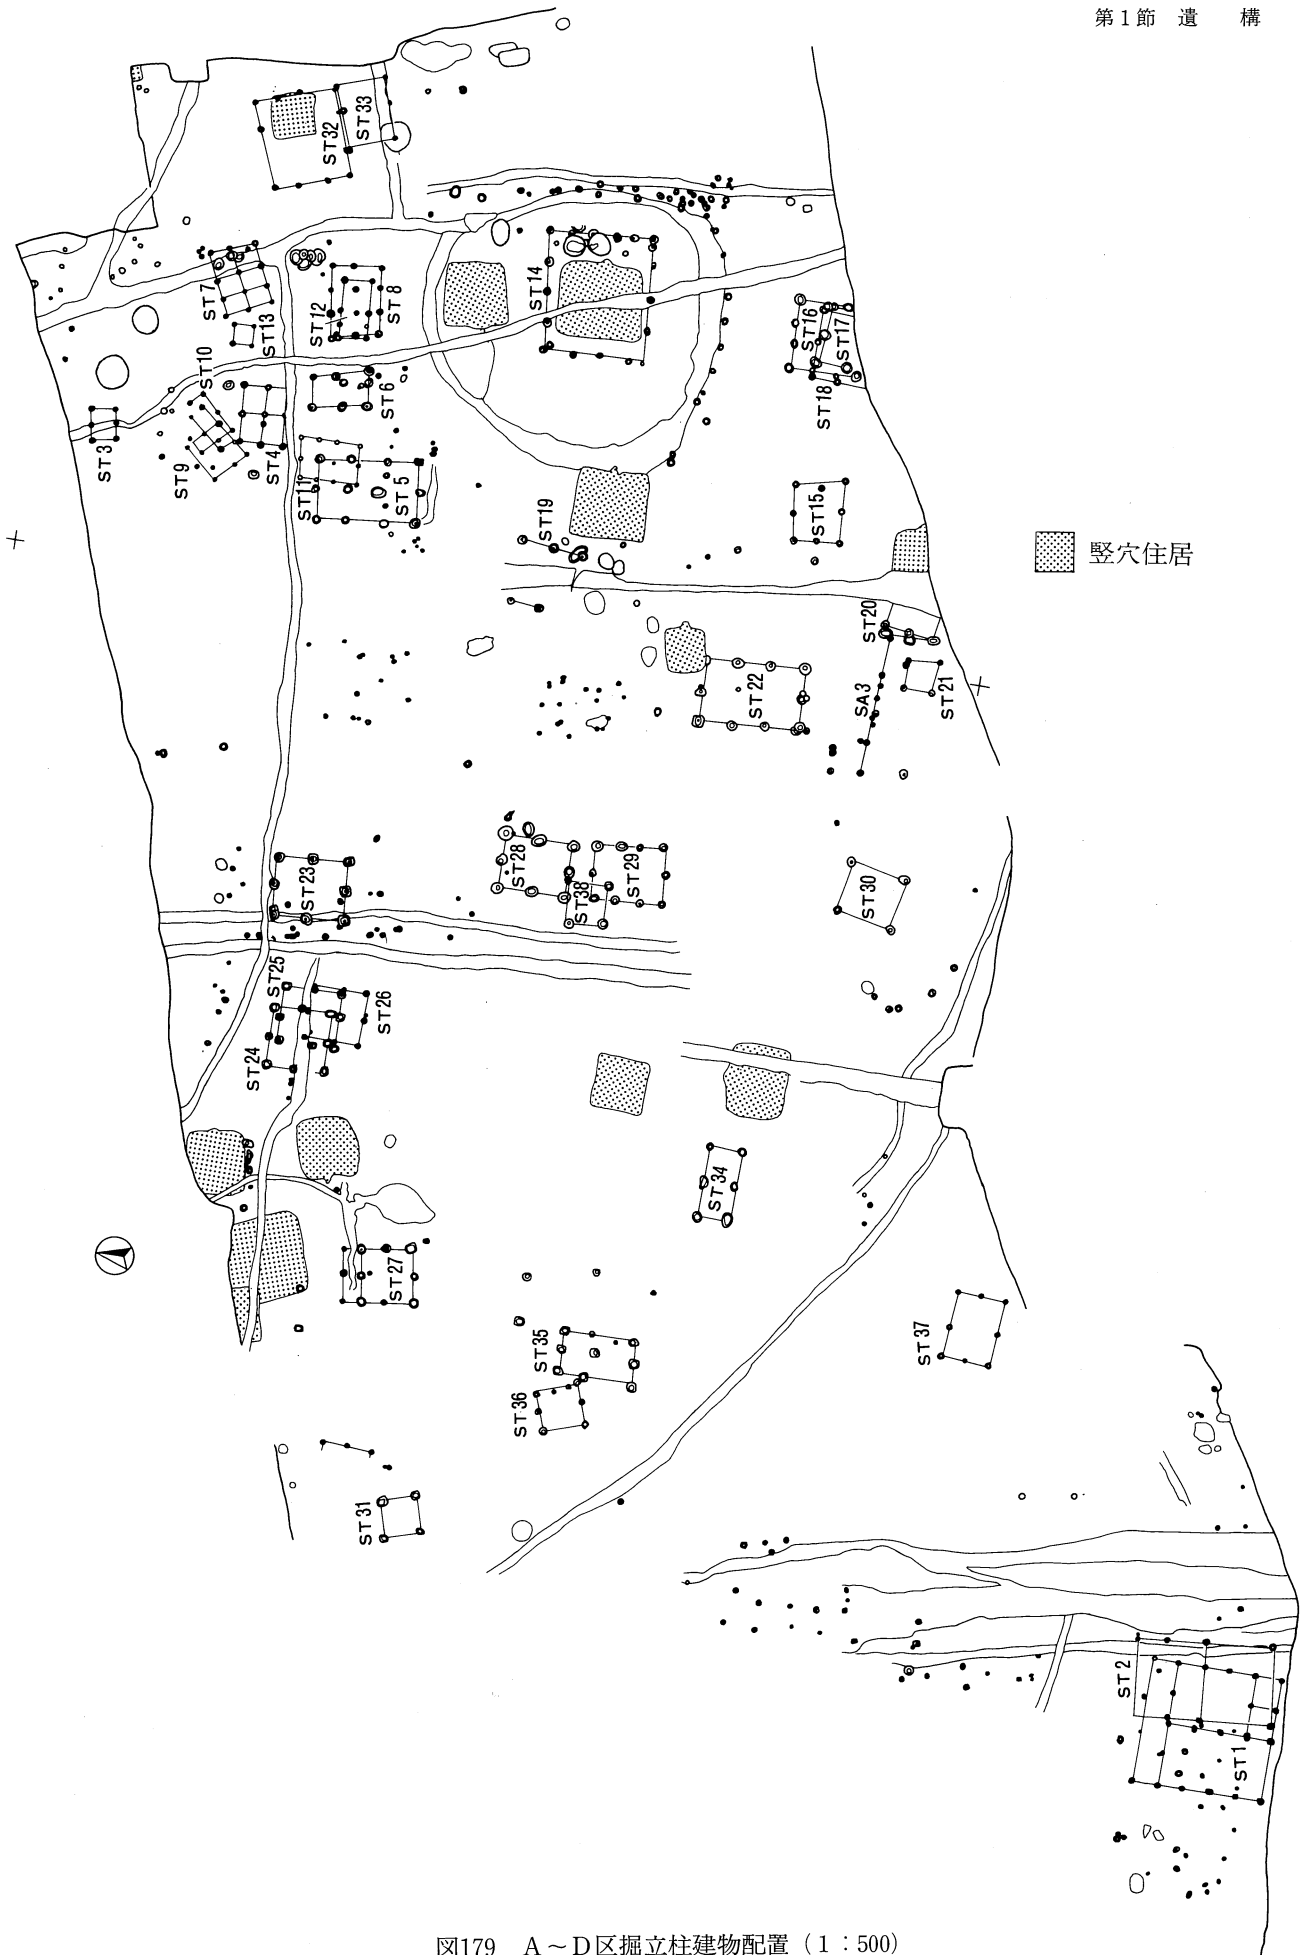 第1節 遺 構
ST33
ST32
ST7
ST13
ST12
ST8
ST14
ST16
ST17
ST18
ST10
ST6
ST3
ST9
ST4
ST11
ST5
ST19
ST15
竪穴住居
ST20
ST22
SA3
ST21
ST23
ST28
ST38
ST29
ST30
ST25
ST26
ST24
ST34
ST27
ST35
ST37
ST36
ST31
ST2
ST1
図179 A~D区掘立柱建物配置(1:500)